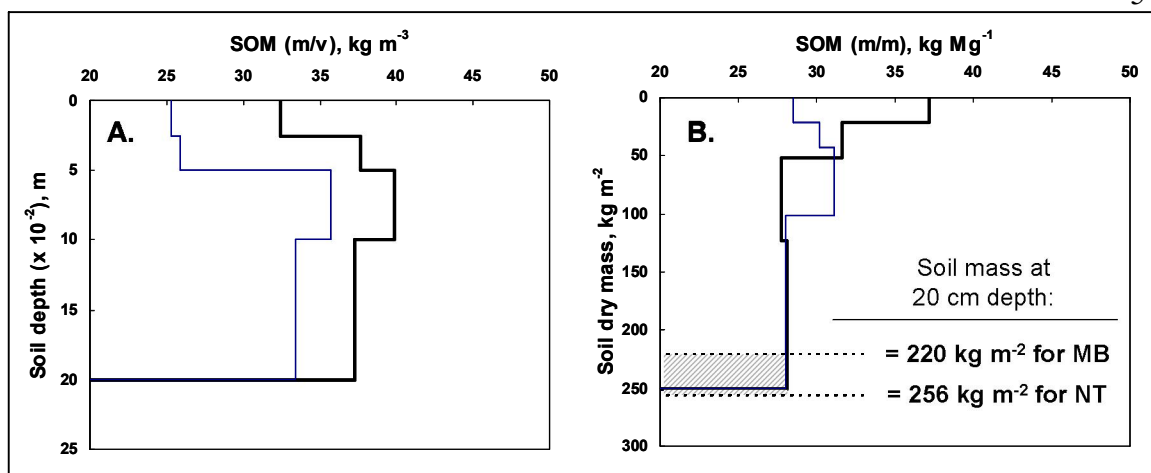 SOM (m/v), kg m⁻³
20 25 30 35 40 45 50
0
5
10
15
20
25
Soil depth (x 10⁻²), m
A.
SOM (m/m), kg Mg⁻¹
20 25 30 35 40 45 50
0
50
100
150
200
250
300
Soil dry mass, kg m⁻²
B.
Soil mass at
20 cm depth:
= 220 kg m⁻² for MB
= 256 kg m⁻² for NT